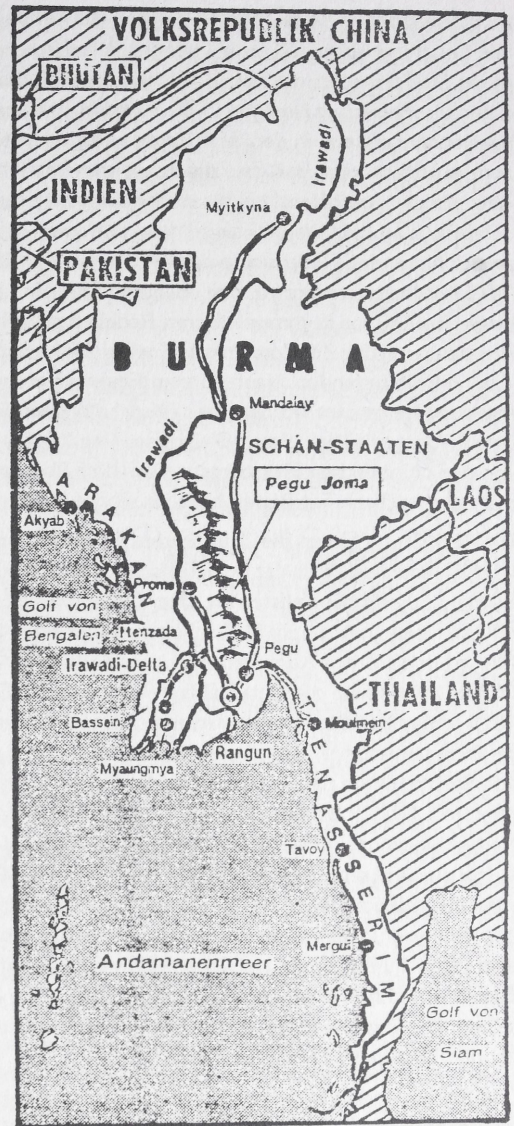 VOLKSREPUBLIK CHINA
BHUTAN
Irawadi
INDIEN
Myitkyna
PAKISTAN
BURMA
Mandalay
Irawadi
SCHAN-STAATEN
Pegu Joma
LAOS
ARAKAN
Akyab
Prome
Golf von
Bengalen
Henzada
Irawadi-Delta
Pegu
THAILAND
Bassein
Moulmein
Rangun
Myaungmya
TENASSERIM
Tavoy
Mergui
Andamanenmeer
Golf von
Siam